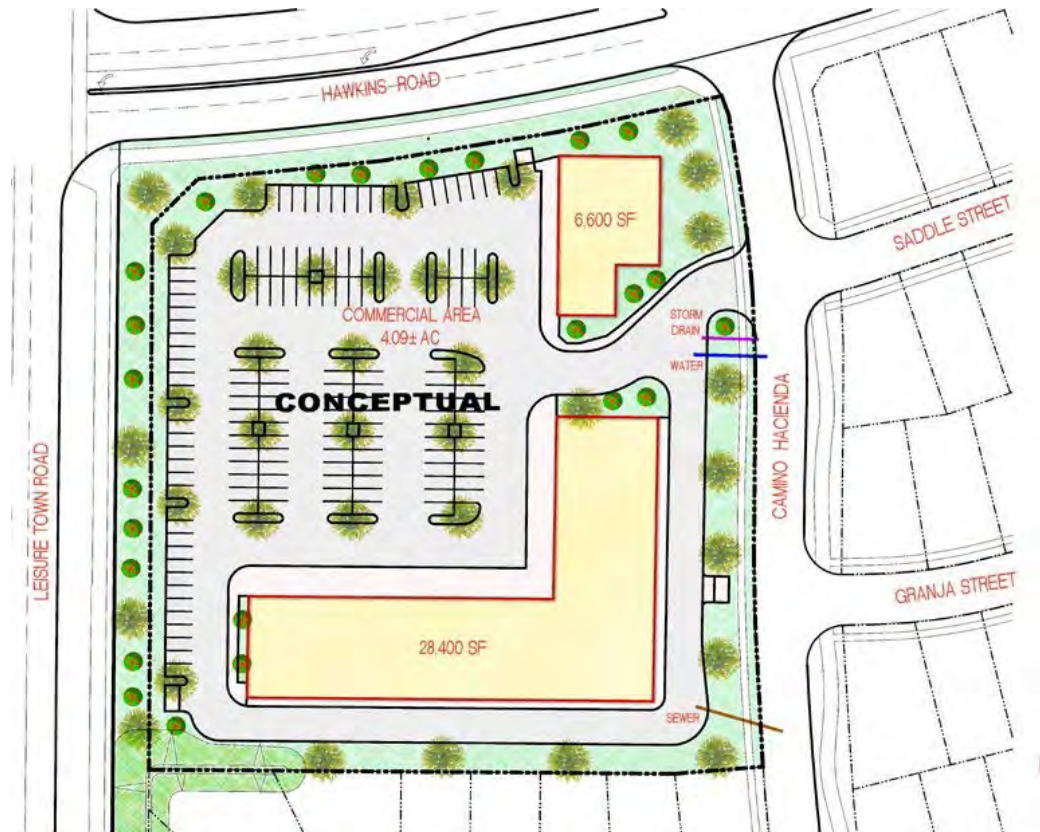 HAWKINS ROAD
SADDLE STREET
6,600 SF
COMMERCIAL AREA
4.09± AC
STORM
DRAIN
WATER
CONCEPTUAL
CAMINO HACIENDA
LEISURE TOWN ROAD
GRANJA STREET
28,400 SF
SEWER